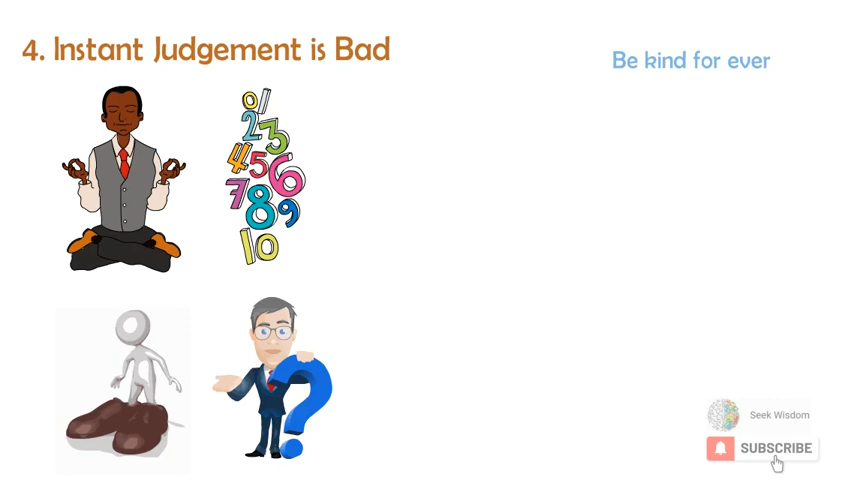 4. Instant Judgement is Bad
Be kind for ever
0 1
2 3
4 5 6
7 8 9
10
?
Seek Wisdom
SUBSCRIBE